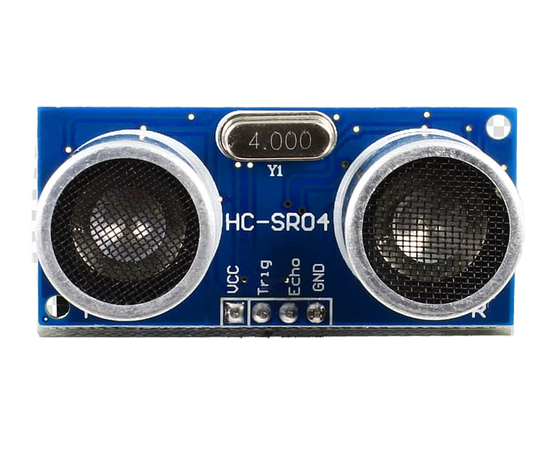 4.000
Y1
HC-SR04
VCC
Trig
Echo
GND
T
R